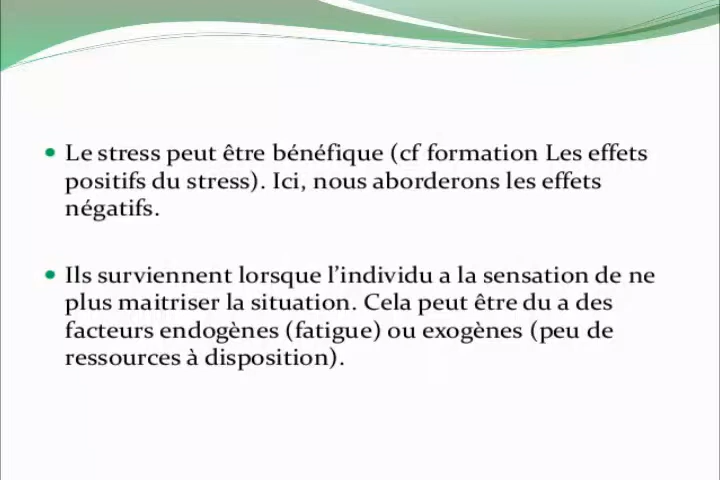 Le stress peut être bénéfique (cf formation Les effets
positifs du stress). Ici, nous aborderons les effets
négatifs.
Ils surviennent lorsque l’individu a la sensation de ne
plus maitriser la situation. Cela peut être du a des
facteurs endogènes (fatigue) ou exogènes (peu de
ressources à disposition).